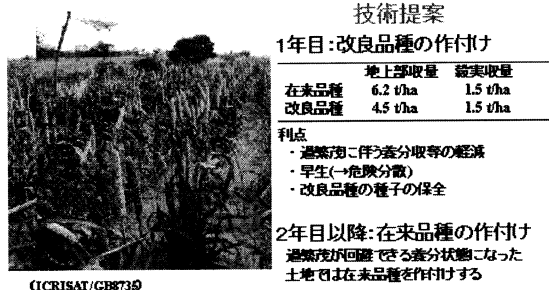 技術提案
1年目:改良品種の作付け
地上部収量 穀実収量
在来品種 6.2 t/ha 1.5 t/ha
改良品種 4.5 t/ha 1.5 t/ha
利点
・過繁茂に伴う養分収奪の軽減
・早生(→危険分散)
・改良品種の種子の保全
2年目以降:在来品種の作付け
過繁茂が回避できる養分状態になった
土地では在来品種を作付けする
(ICRISAT/GB8735)